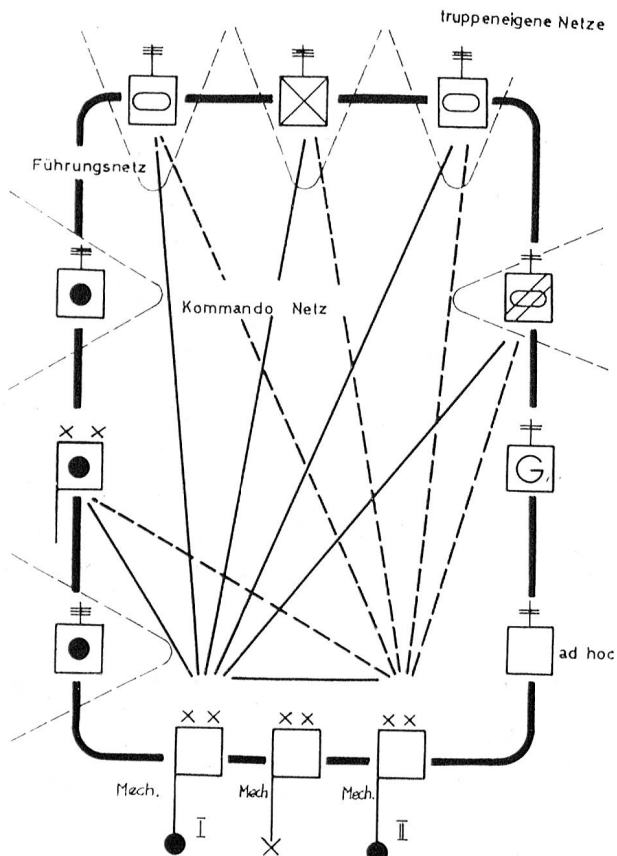 truppeneigene Netze
Führungsnetz
Kommando Netz
G.
ad hoc
Mech.
Mech
Mech.
I
II